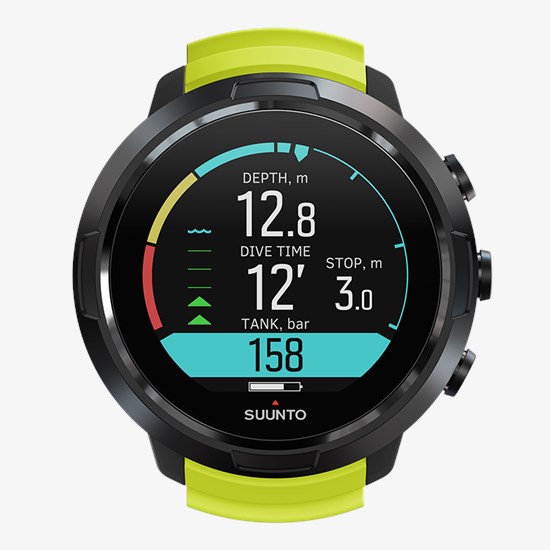 DEPTH, m
12.8
DIVE TIME
12'
STOP, m
3.0
TANK, bar
158
SUUNTO